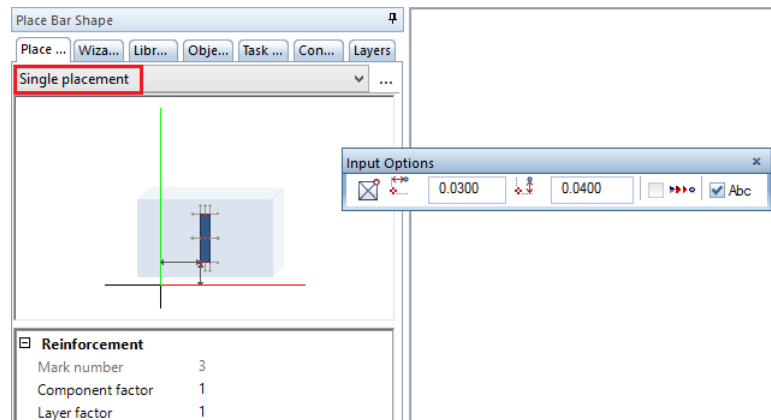 Place Bar Shape
Place ... Wiza... Libr... Obje... Task ... Con... Layers
Single placement ...
Input Options
0.0300 0.0400 Abc
Reinforcement
Mark number 3
Component factor 1
Layer factor 1